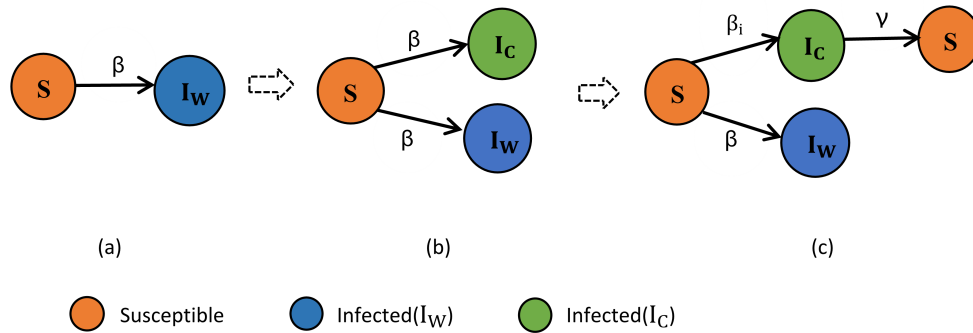 S β I_W
S β I_C β I_W
S β_i I_C γ S β I_W
(a) (b) (c)
Susceptible Infected(I_W) Infected(I_C)